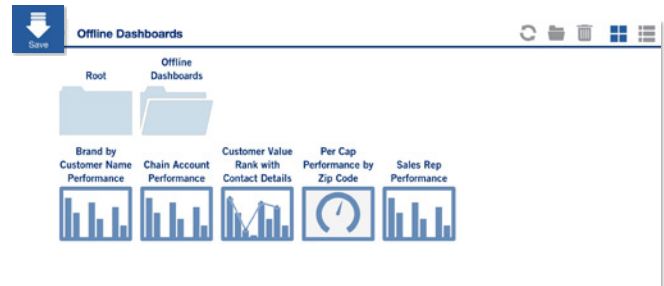 Save
Offline Dashboards
Root
Offline
Dashboards
Brand by
Customer Name
Performance
Chain Account
Performance
Customer Value
Rank with
Contact Details
Per Cap
Performance by
Zip Code
Sales Rep
Performance